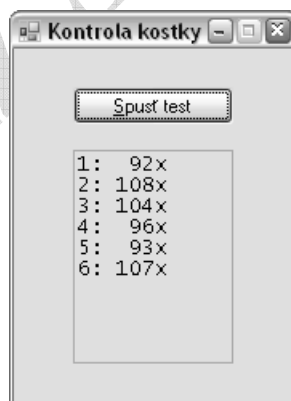 Kontrola kostky
Spusť test
1:  92x
2: 108x
3: 104x
4:  96x
5:  93x
6: 107x